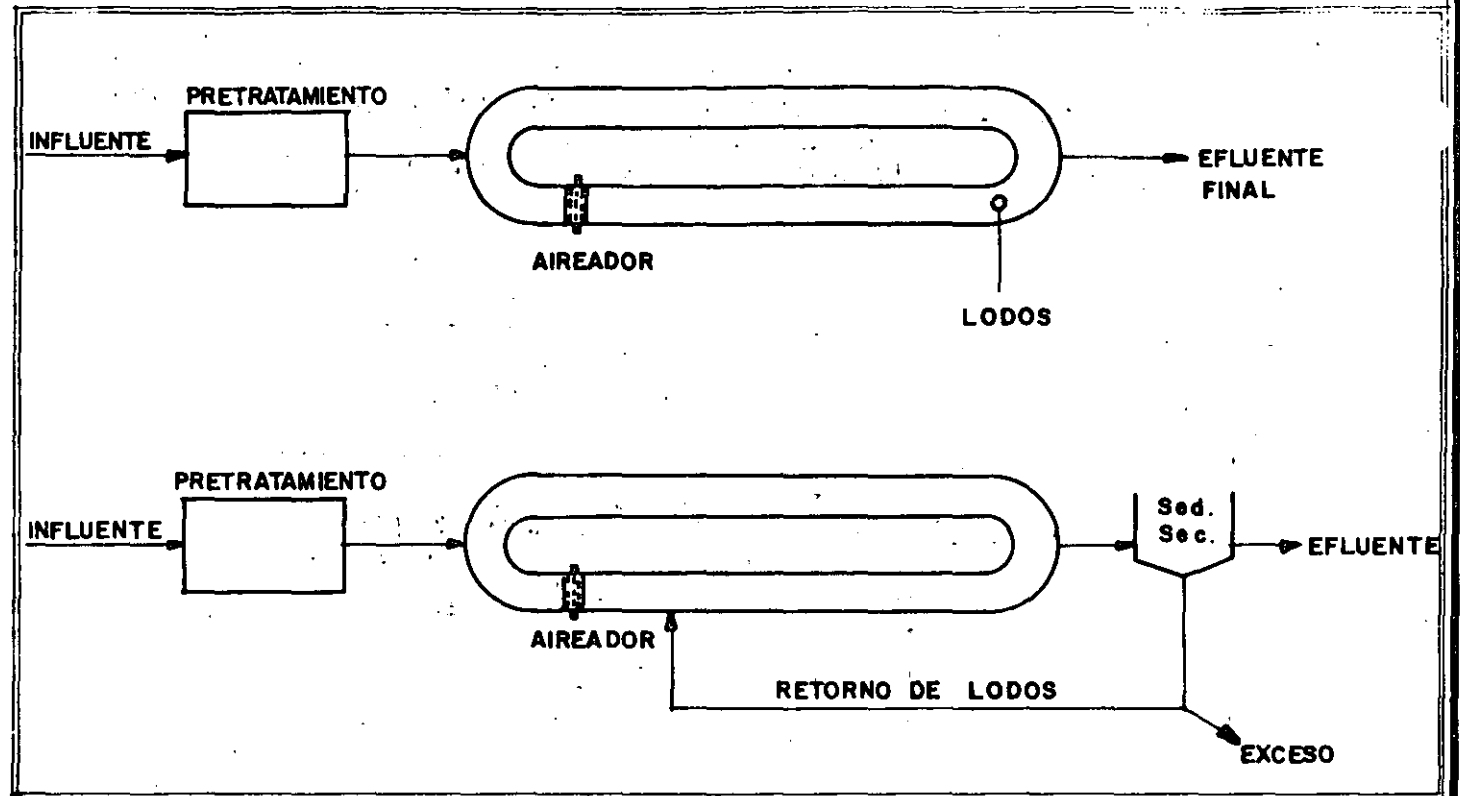 PRETRATAMIENTO
INFLUENTE
EFLUENTE
FINAL
AIREADOR
LODOS
PRETRATAMIENTO
INFLUENTE
Sed.
Sec.
EFLUENTE
AIREADOR
RETORNO DE LODOS
EXCESO